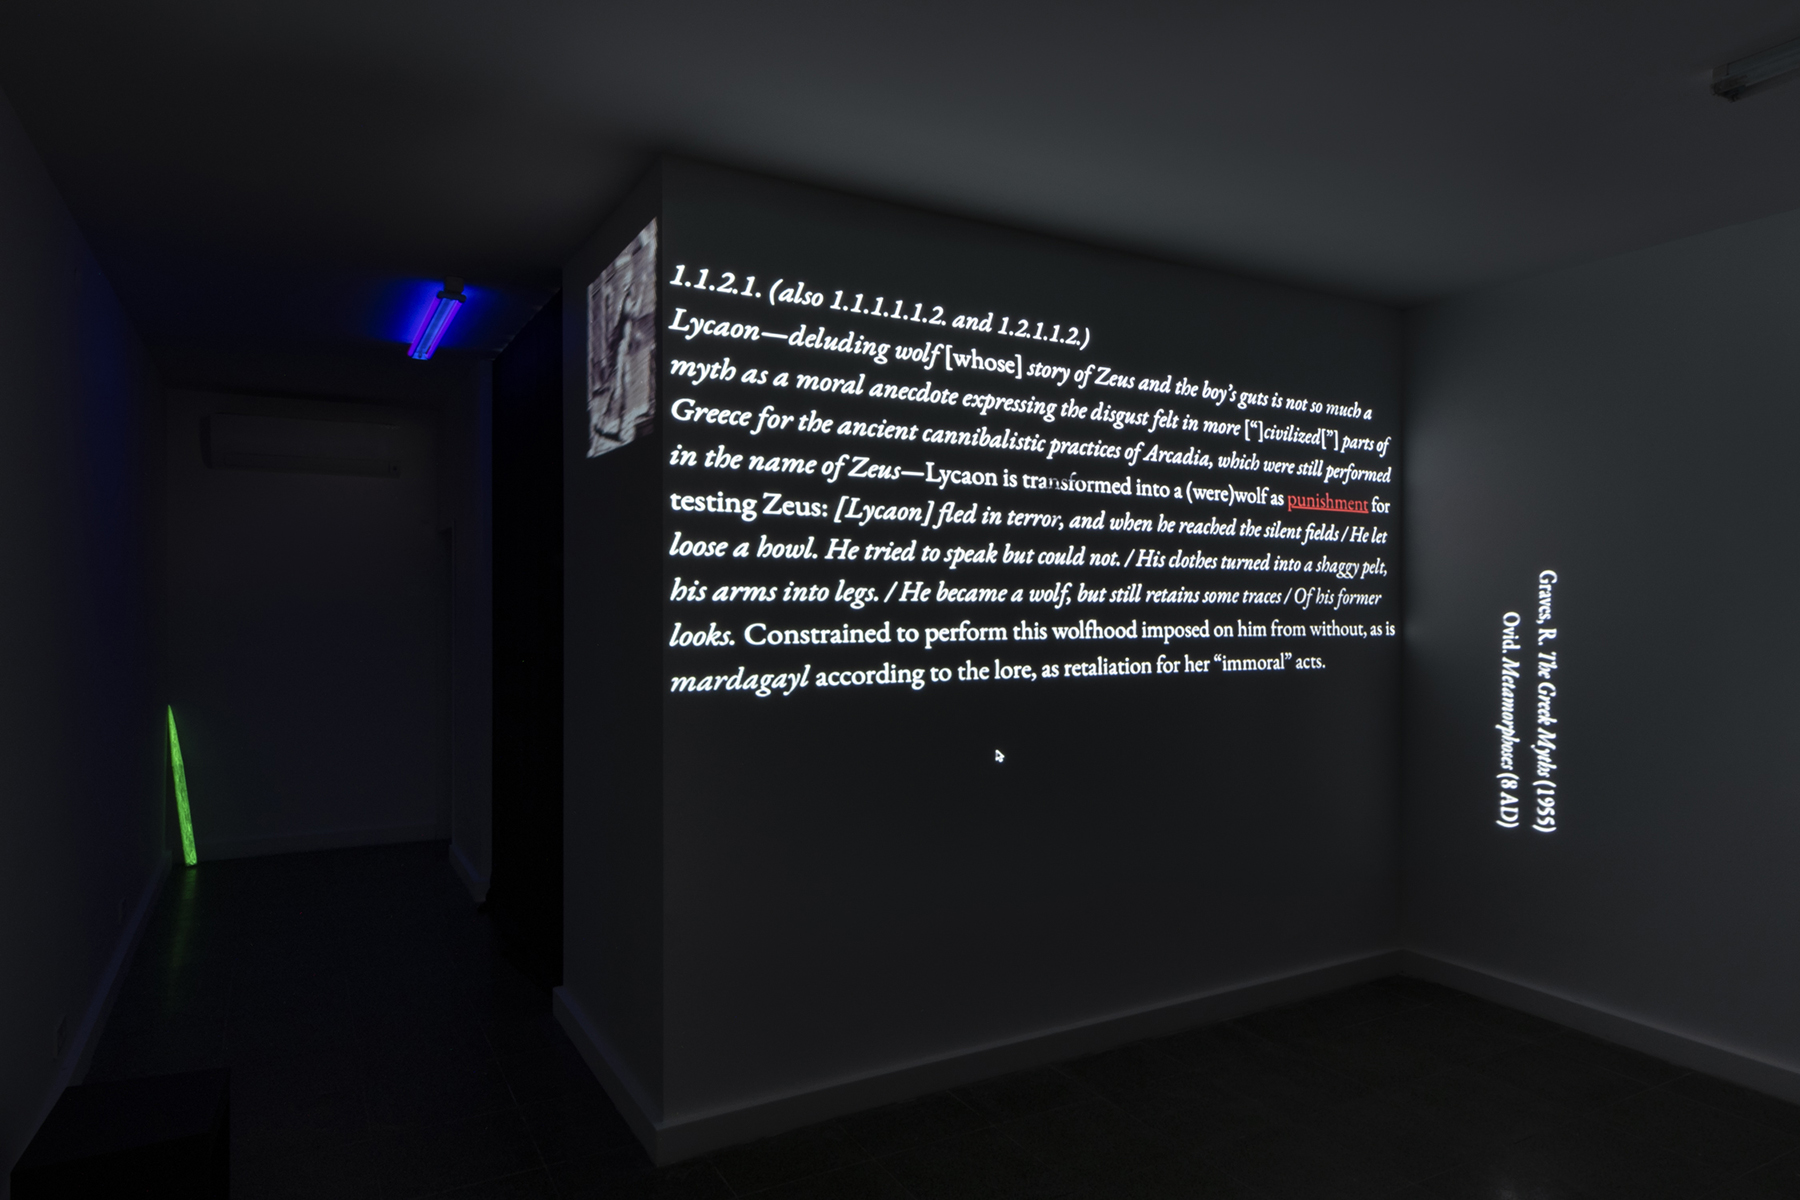 1.1.2.1. (also 1.1.1.1.1.2. and 1.2.1.1.2.)
Lycaon—deluding wolf [whose] story of Zeus and the boy’s guts is not so much a
myth as a moral anecdote expressing the disgust felt in more [“]civilized[”] parts of
Greece for the ancient cannibalistic practices of Arcadia, which were still performed
in the name of Zeus—Lycaon is transformed into a (were)wolf as punishment for
testing Zeus: [Lycaon] fled in terror, and when he reached the silent fields / He let
loose a howl. He tried to speak but could not. / His clothes turned into a shaggy pelt,
his arms into legs. / He became a wolf, but still retains some traces / Of his former
looks. Constrained to perform this wolfhood imposed on him from without, as is
mardagayl according to the lore, as retaliation for her “immoral” acts.
Graves, R. The Greek Myths (1955)
Ovid. Metamorphoses (8 AD)